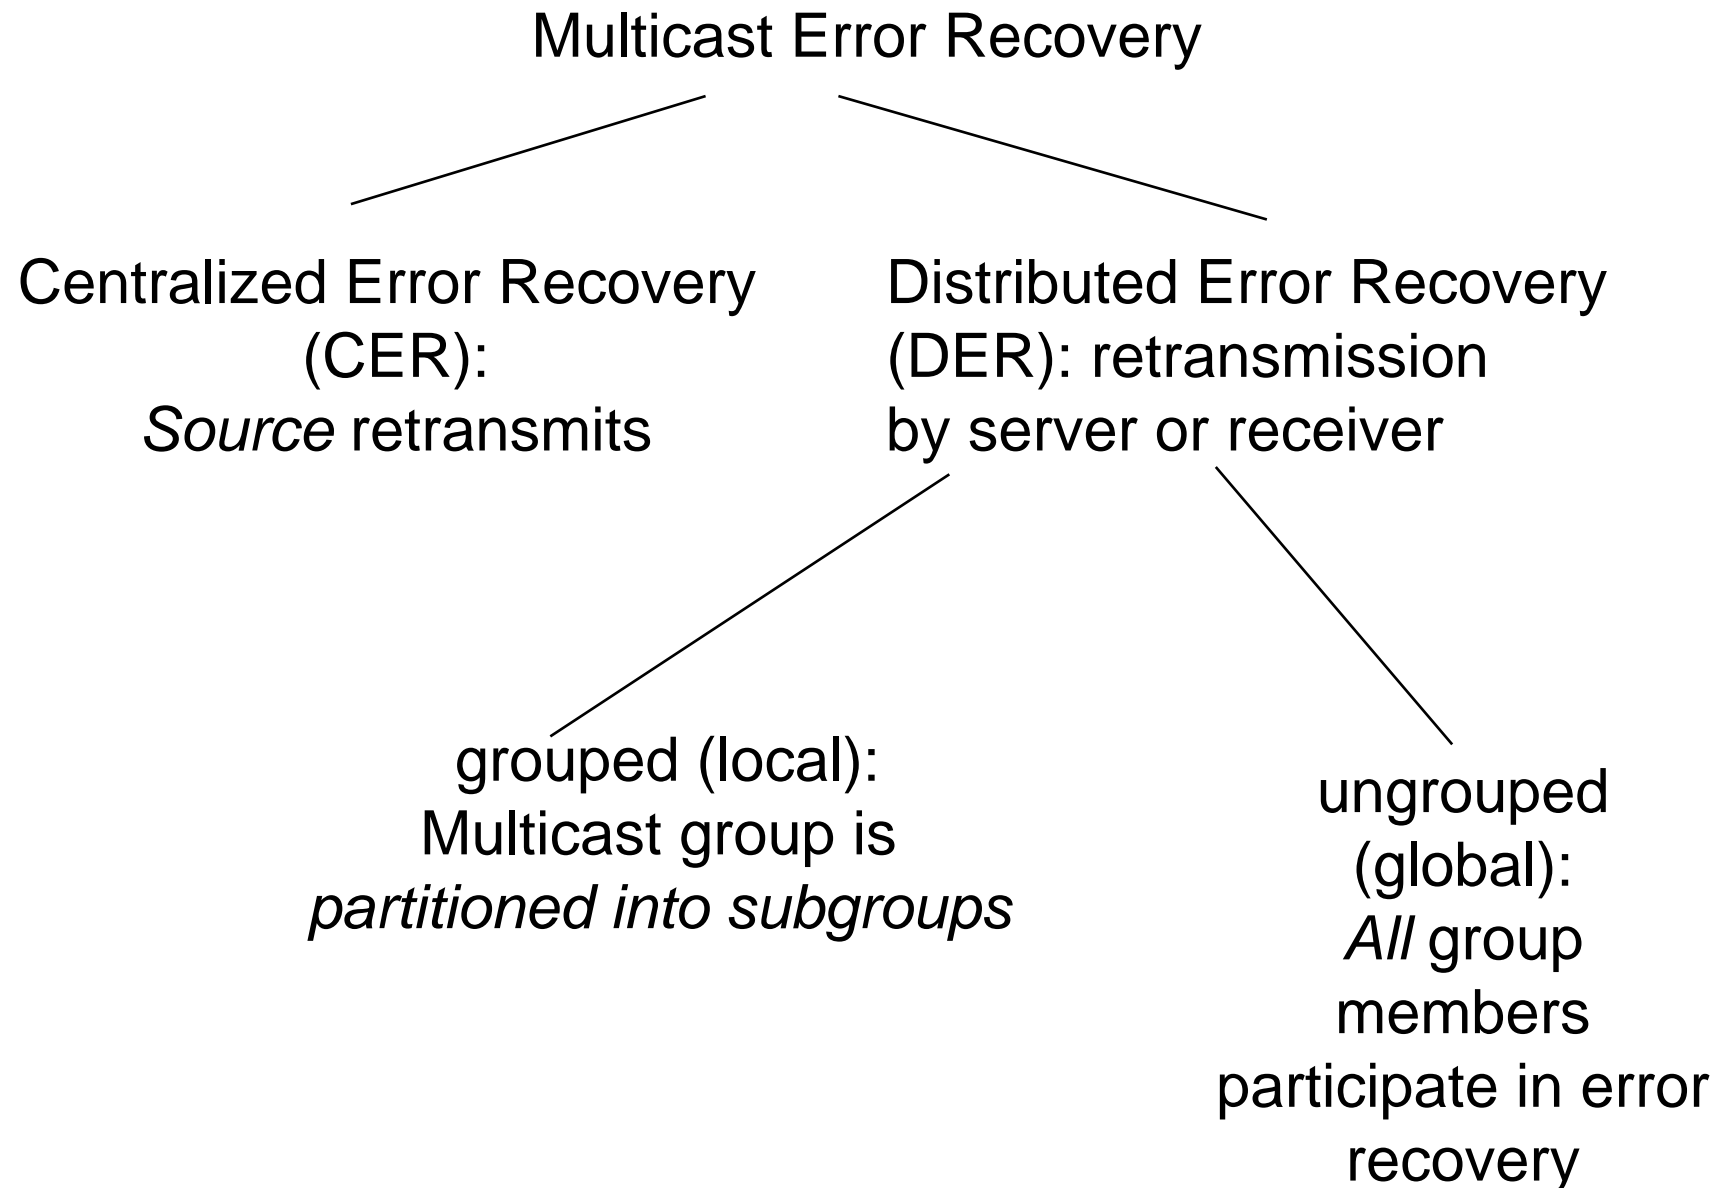 Multicast Error Recovery
Centralized Error Recovery
(CER):
Source retransmits
Distributed Error Recovery
(DER): retransmission
by server or receiver
grouped (local):
Multicast group is
partitioned into subgroups
ungrouped
(global):
All group
members
participate in error
recovery